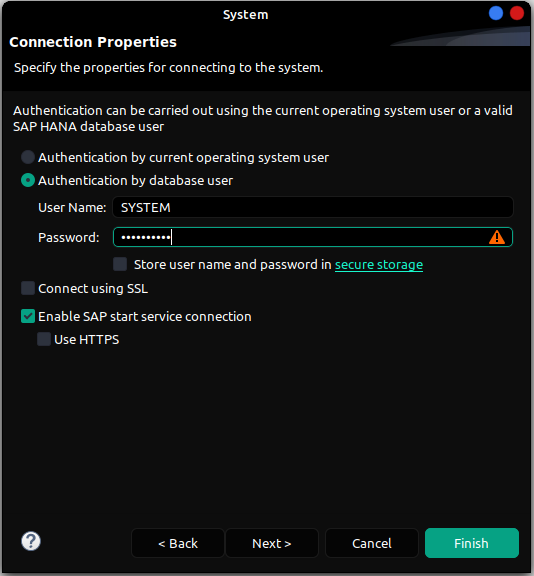 System
Connection Properties
Specify the properties for connecting to the system.
Authentication can be carried out using the current operating system user or a valid
SAP HANA database user
Authentication by current operating system user
Authentication by database user
User Name: SYSTEM
Password: ••••••••••
Store user name and password in secure storage
Connect using SSL
Enable SAP start service connection
Use HTTPS
? < Back Next > Cancel Finish